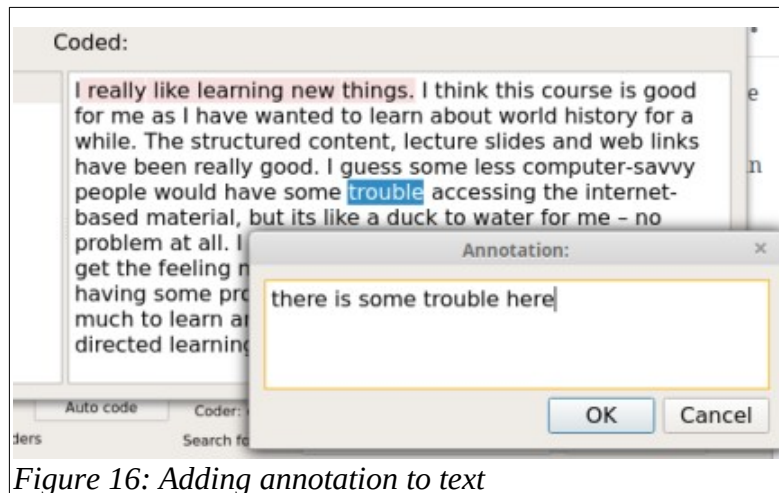 Coded:
I really like learning new things. I think this course is good
for me as I have wanted to learn about world history for a
while. The structured content, lecture slides and web links
have been really good. I guess some less computer-savvy
people would have some trouble accessing the internet-
based material, but its like a duck to water for me – no
problem at all. I
get the feeling
having some
much to learn
directed learning
Annotation:
there is some trouble here
OK
Cancel
Auto code
Coder:
Search
Figure 16: Adding annotation to text